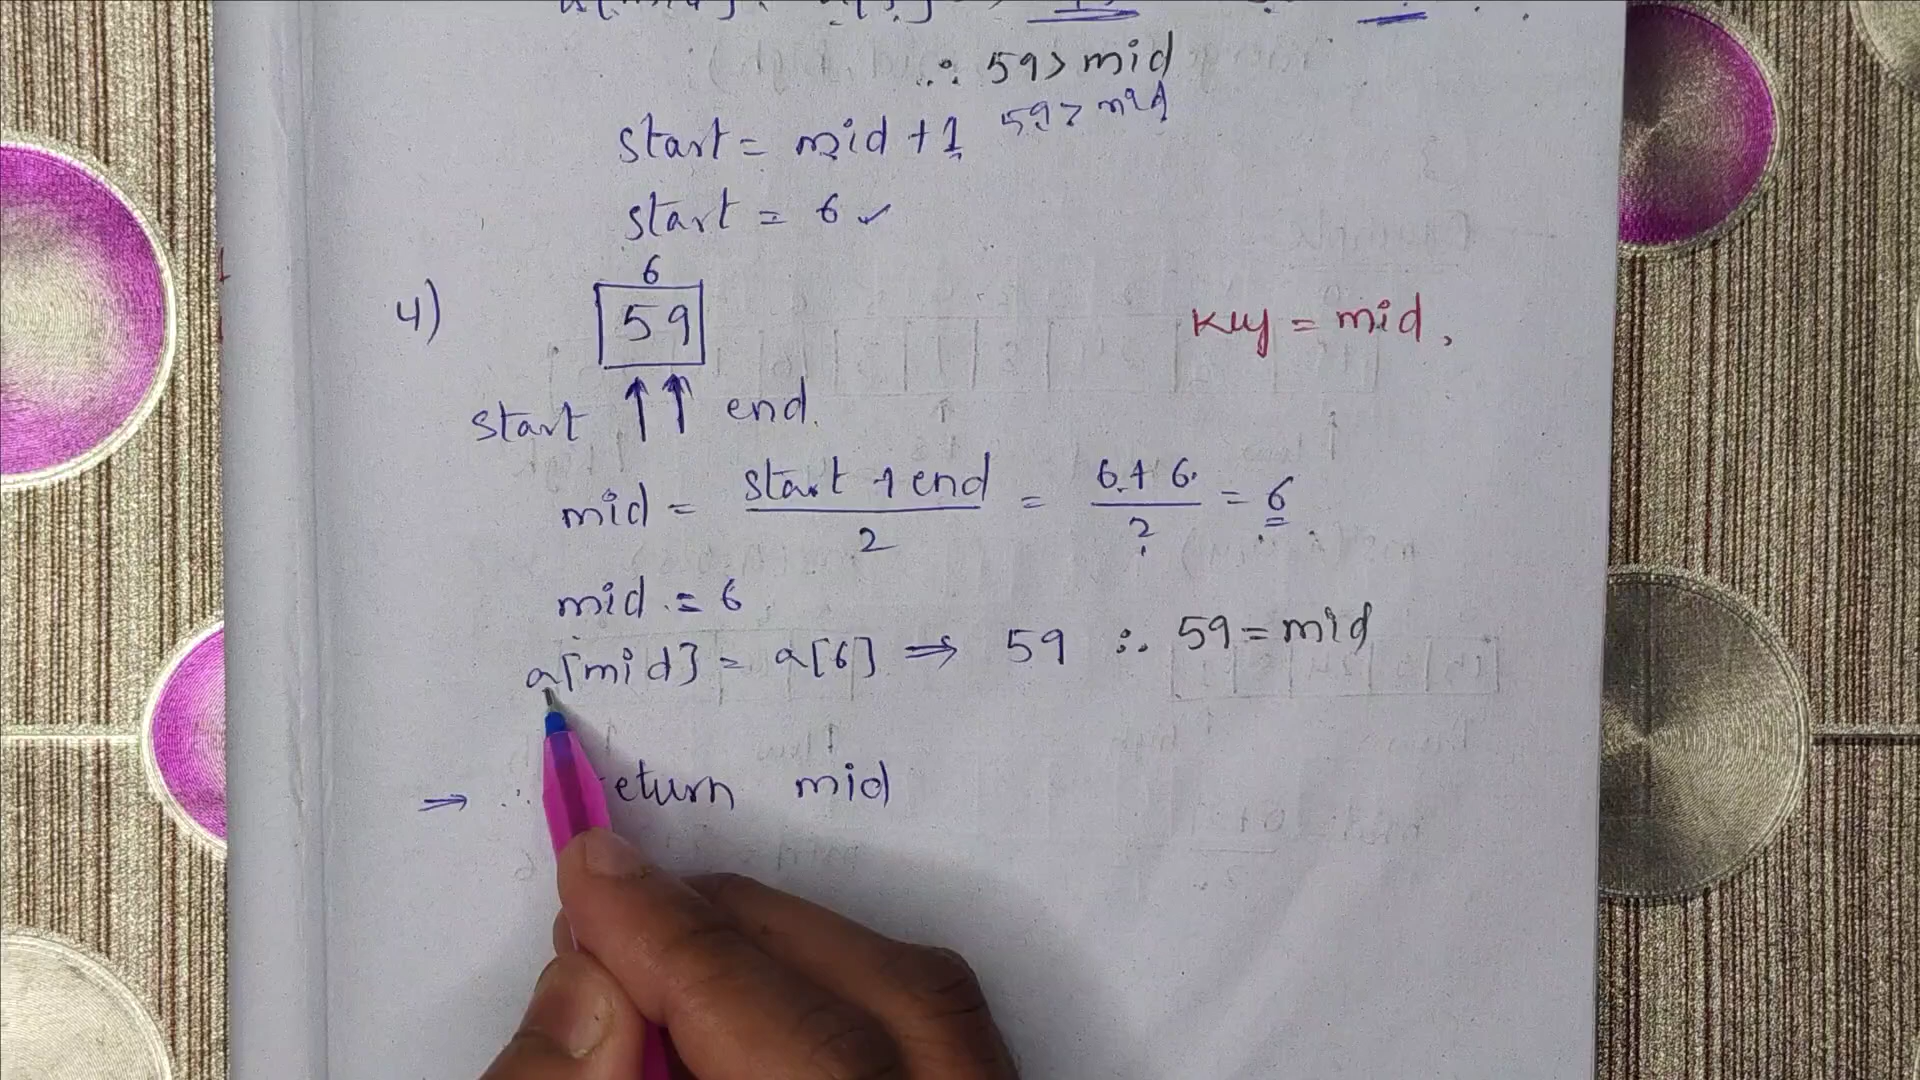 ∴ 59 > mid
start = mid + 1 59 > mid
start = 6 ✓
6
4) 59 Key = mid,
start ↑↑ end.
mid = start + end / 2 = 6 + 6 / 2 = 6
mid = 6
a[mid] = a[6] ⇒ 59 ∴ 59 = mid
⇒ ∴ eturn mid